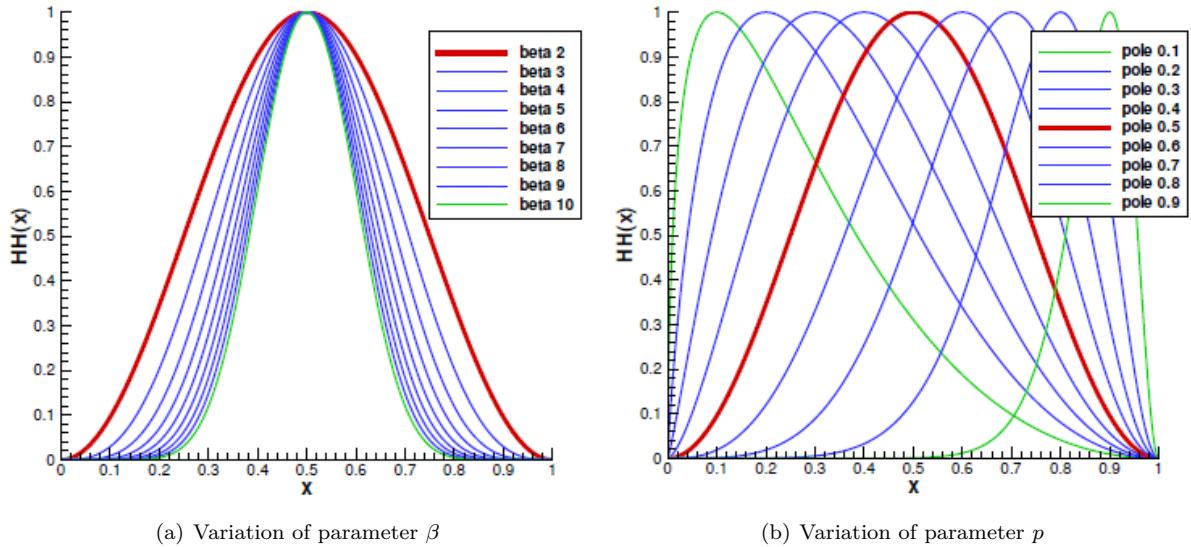 1
0.9
0.8
0.7
0.6
0.5
0.4
0.3
0.2
0.1
0
HH(x)
0
0.1
0.2
0.3
0.4
0.5
0.6
0.7
0.8
0.9
1
X
beta 2
beta 3
beta 4
beta 5
beta 6
beta 7
beta 8
beta 9
beta 10
(a) Variation of parameter β
1
0.9
0.8
0.7
0.6
0.5
0.4
0.3
0.2
0.1
0
HH(x)
0
0.1
0.2
0.3
0.4
0.5
0.6
0.7
0.8
0.9
1
X
pole 0.1
pole 0.2
pole 0.3
pole 0.4
pole 0.5
pole 0.6
pole 0.7
pole 0.8
pole 0.9
(b) Variation of parameter p